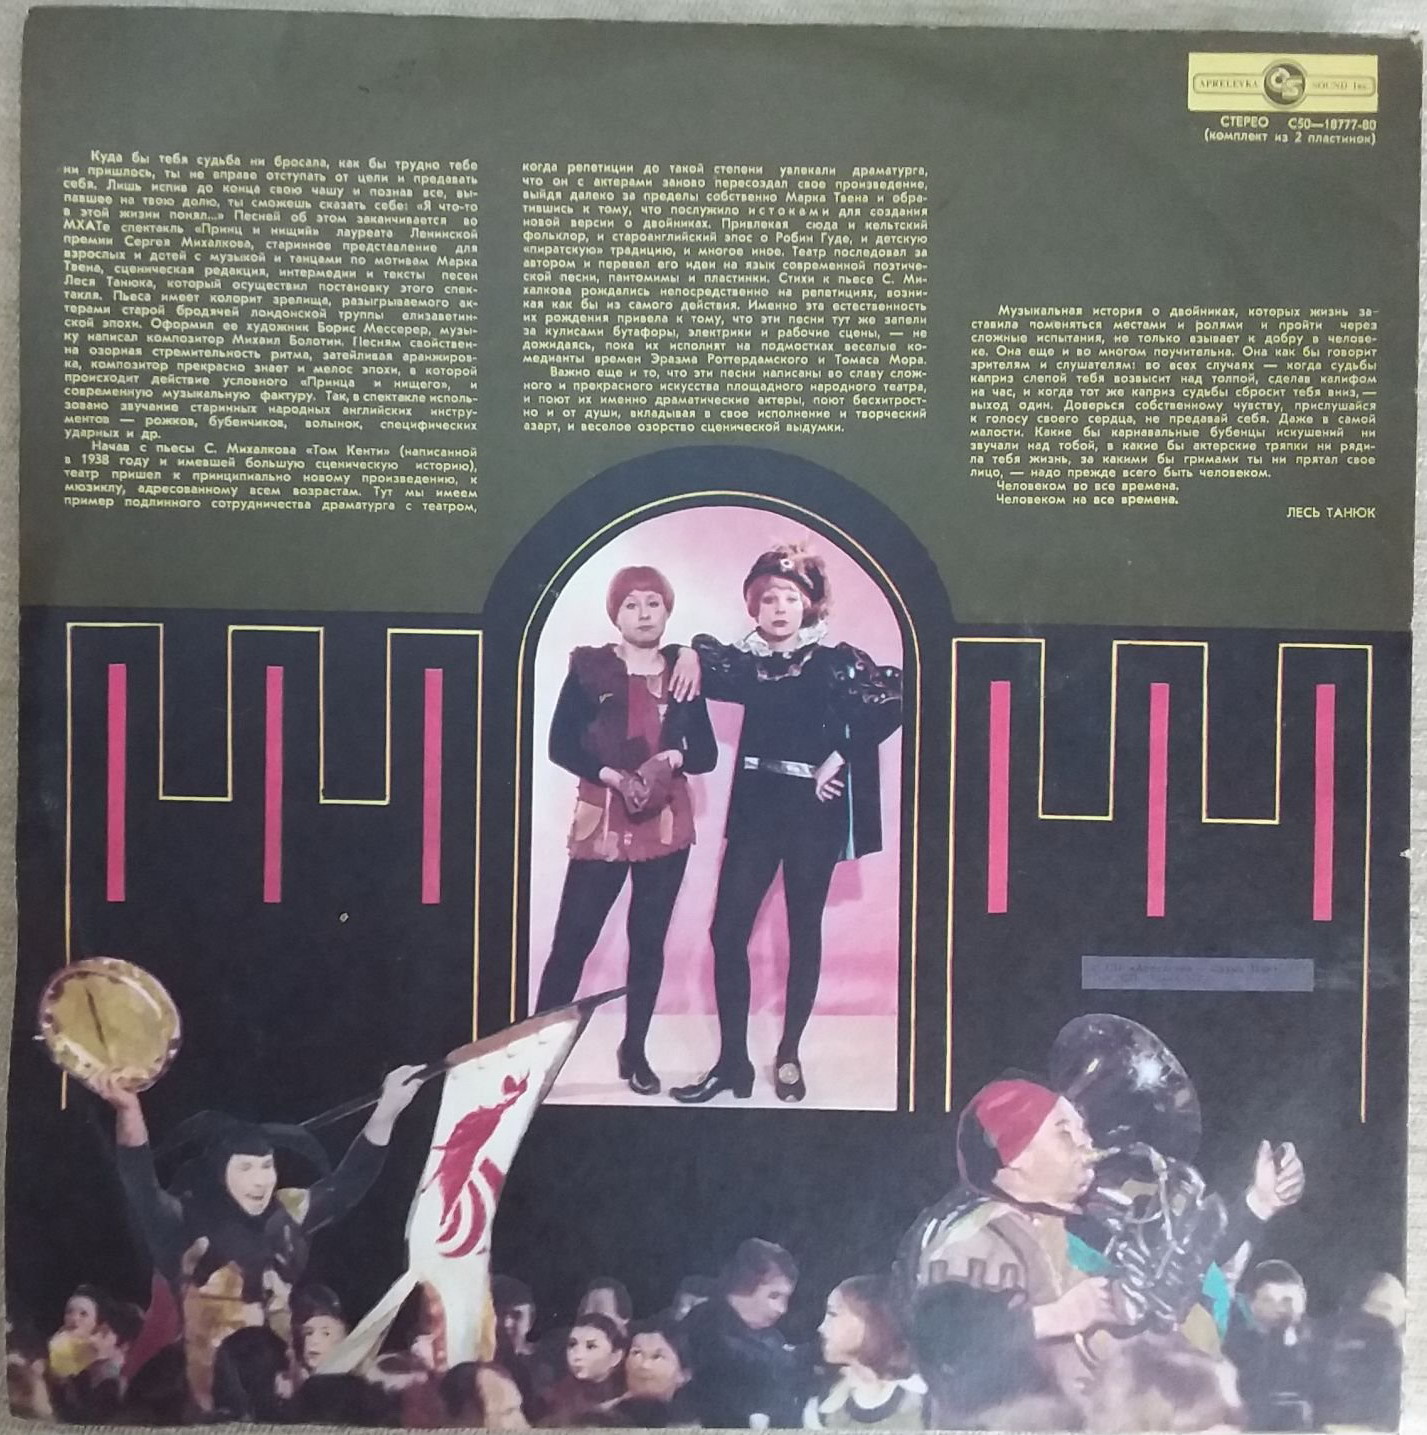 APRELEVKA SOUND Inc.
СТЕРЕО С50—18777-80
(комплект из 2 пластинок)
Куда бы тебя судьба ни бросала, как бы трудно тебе
ни пришлось, ты не вправе отступать от цели и предавать
себя. Лишь испив до конца свою чашу и познав все, вы-
павшее на твою долю, ты сможешь сказать себе: «Я что-то
в этой жизни понял...» Песней об этом заканчивается во
МХАТе спектакль «Принц и нищий» лауреата Ленинской
премии Сергея Михалкова, старинное представление для
взрослых и детей с музыкой и танцами по мотивам Марка
Твена, сценическая редакция, интермедии и тексты песен
Леся Танюка, который осуществил постановку этого спек-
такля. Пьеса имеет колорит зрелища, разыгрываемого ак-
терами старой бродячей лондонской труппы елизаветин-
ской эпохи. Оформил ее художник Борис Мессерер, музы-
ку написал композитор Михаил Болотин. Песням свойствен-
на озорная стремительность ритма, затейливая аранжиров-
ка, композитор прекрасно знает и мелос эпохи, в которой
происходит действие условного «Принца и нищего», и
современную музыкальную фактуру. Так, в спектакле исполь-
зовано звучание старинных народных английских инстру-
ментов — рожков, бубенчиков, волынок, специфических
ударных и др.
Начав с пьесы С. Михалкова «Том Кенти» (написанной
в 1938 году и имевшей большую сценическую историю),
театр пришел к принципиально новому произведению, к
мюзиклу, адресованному всем возрастам. Тут мы имеем
пример подлинного сотрудничества драматурга с театром,
когда репетиции до такой степени увлекали драматурга,
что он с актерами заново пересоздал свое произведение,
выйдя далеко за пределы собственно Марка Твена и обра-
тившись к тому, что послужило истоками для создания
новой версии о двойниках. Привлекая сюда и кельтский
фольклор, и староанглийский эпос о Робин Гуде, и детскую
«пиратскую» традицию, и многое иное. Театр последовал за
автором и перевел его идеи на язык современной поэтиче-
ской песни, пантомимы и пластинки. Стихи к пьесе С. Ми-
халкова рождались непосредственно на репетициях, возни-
кая как бы из самого действия. Именно эта естественность
их рождения привела к тому, что эти песни тут же запели
за кулисами бутафоры, электрики и рабочие сцены, — не
дожидаясь, пока их исполнят на подмостках веселые ко-
медианты времен Эразма Роттердамского и Томаса Мора.
Важно еще и то, что эти песни написаны во славу слож-
ного и прекрасного искусства площадного народного театра,
и поют их именно драматические актеры, поют бесхитрост-
но и от души, вкладывая в свое исполнение и творческий
азарт, и веселое озорство сценической выдумки.
Музыкальная история о двойниках, которых жизнь за-
ставила поменяться местами и ролями и пройти через
сложные испытания, не только взывает к добру в челове-
ке. Она еще и во многом поучительна. Она как бы говорит
зрителям и слушателям: во всех случаях — когда судьбы
каприз слепой тебя возвысит над толпой, сделав калифом
на час, и когда тот же каприз судьбы сбросит тебя вниз, —
выход один. Доверься собственному чувству, прислушайся
к голосу своего сердца, не предавай себя. Даже в самой
малости. Какие бы карнавальные бубенцы искушений ни
звучали над тобой, в какие бы актерские тряпки ни ряди-
ла тебя жизнь, за какими бы гримами ты ни прятал свое
лицо, — надо прежде всего быть человеком.
Человеком во все времена.
Человеком на все времена.
ЛЕСЬ ТАНЮК